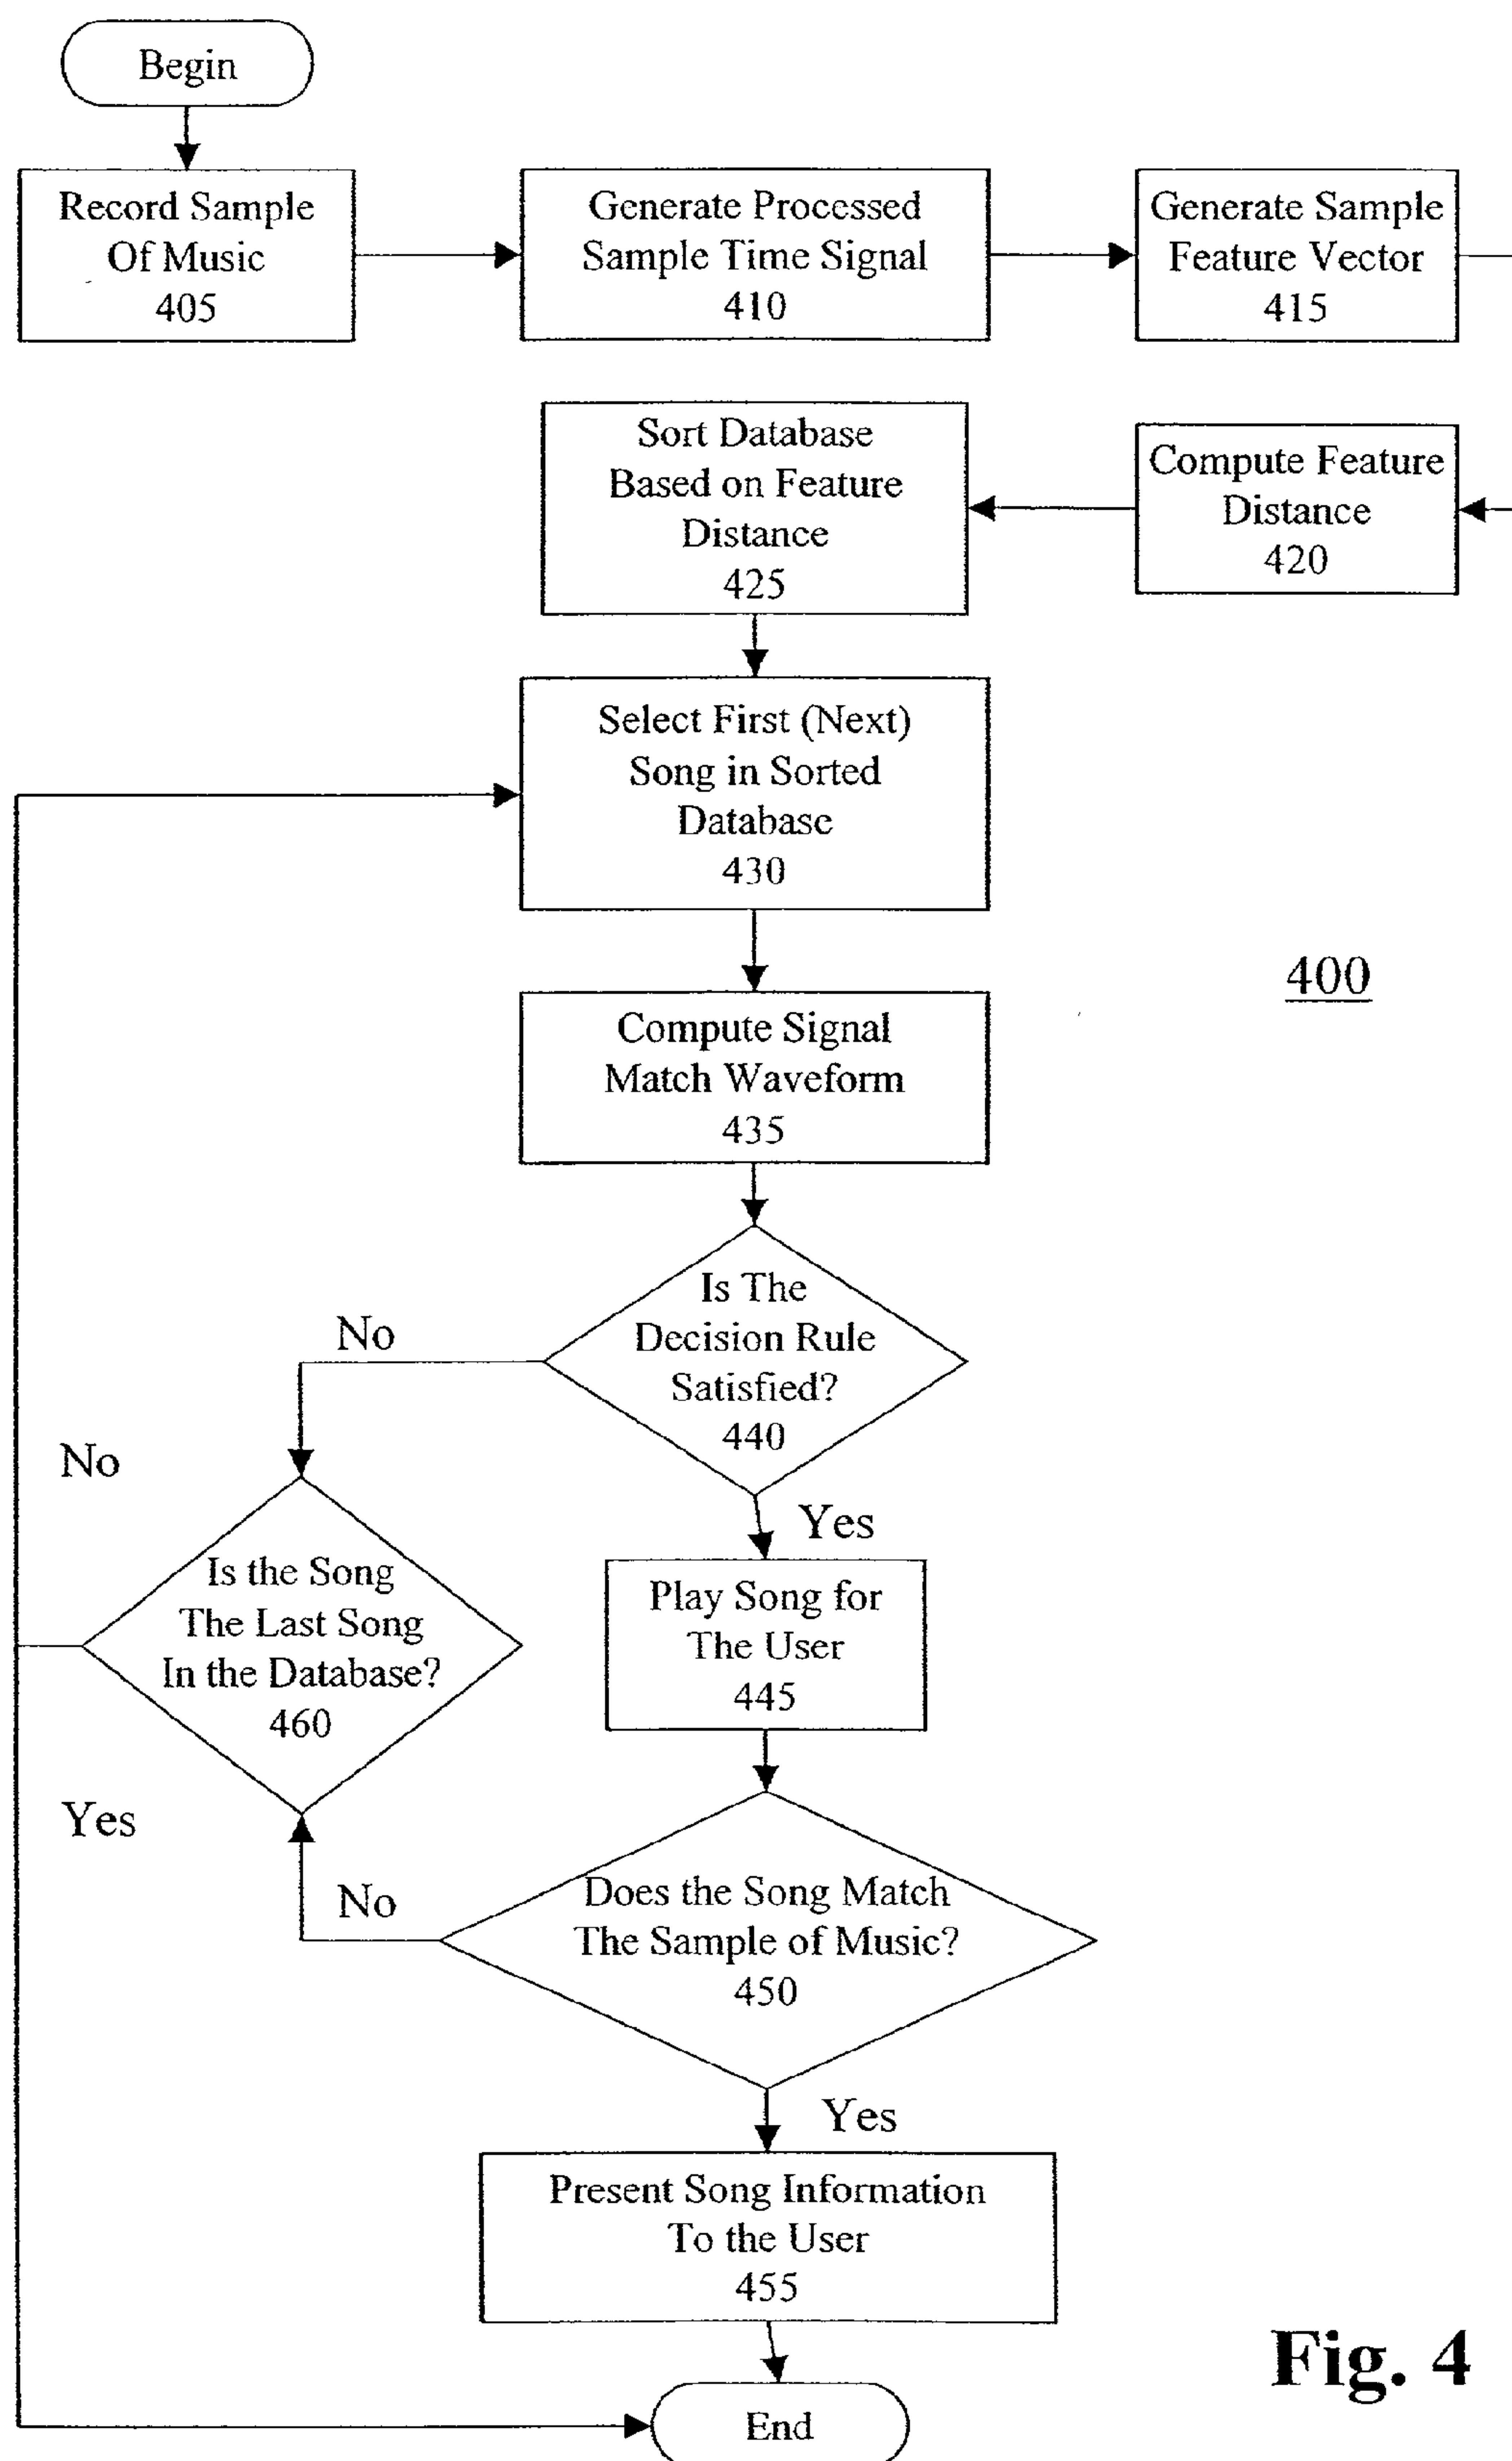 Begin
Record Sample
Of Music
405
Generate Processed
Sample Time Signal
410
Generate Sample
Feature Vector
415
Sort Database
Based on Feature
Distance
425
Compute Feature
Distance
420
Select First (Next)
Song in Sorted
Database
430
400
Compute Signal
Match Waveform
435
Is The
Decision Rule
Satisfied?
440
No
No
Yes
Is the Song
The Last Song
In the Database?
460
Play Song for
The User
445
Yes
No
Does the Song Match
The Sample of Music?
450
Yes
Present Song Information
To the User
455
Fig. 4
End